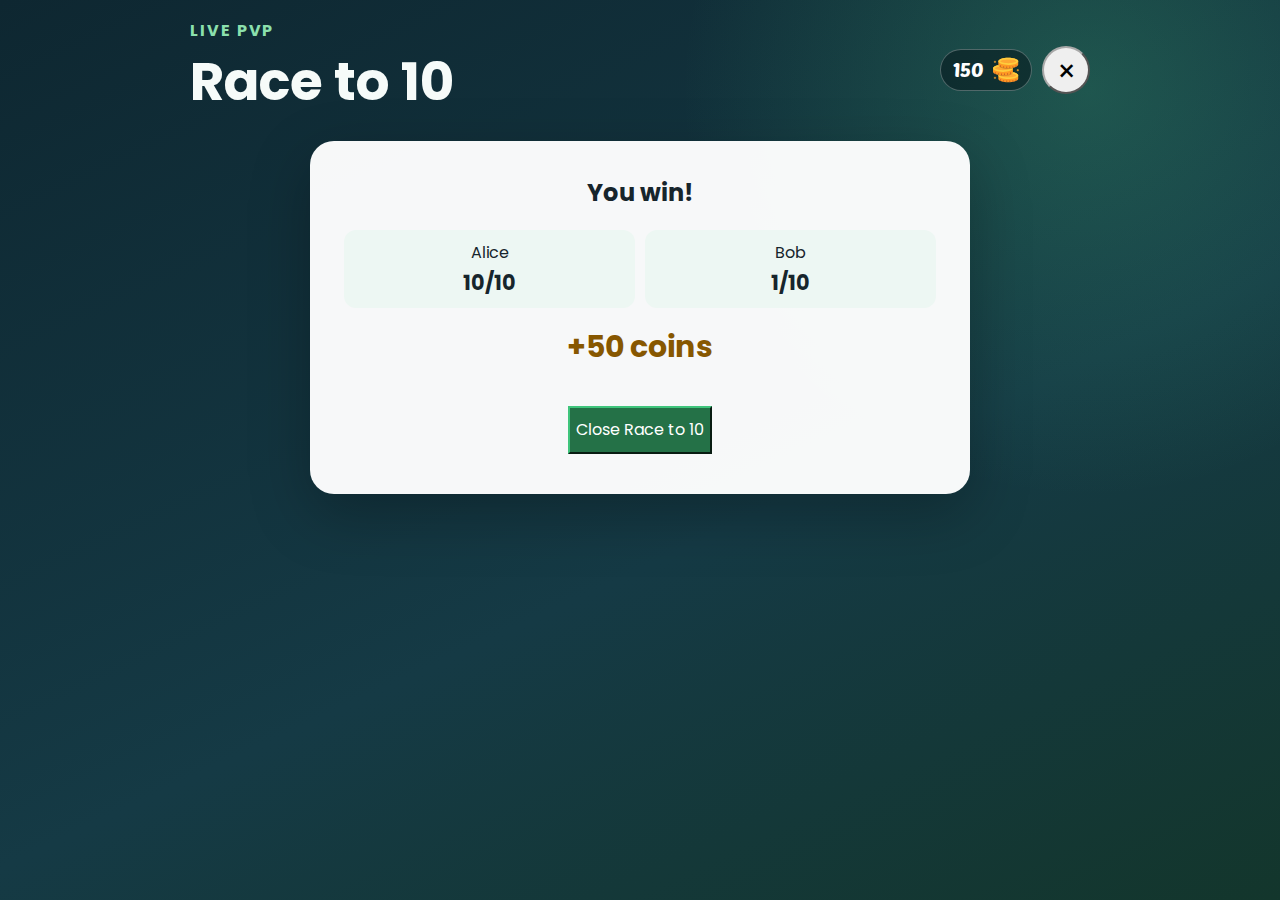 LIVE PVP
Race to 10
150
×
You win!
Alice
10/10
Bob
1/10
+50 coins
Close Race to 10